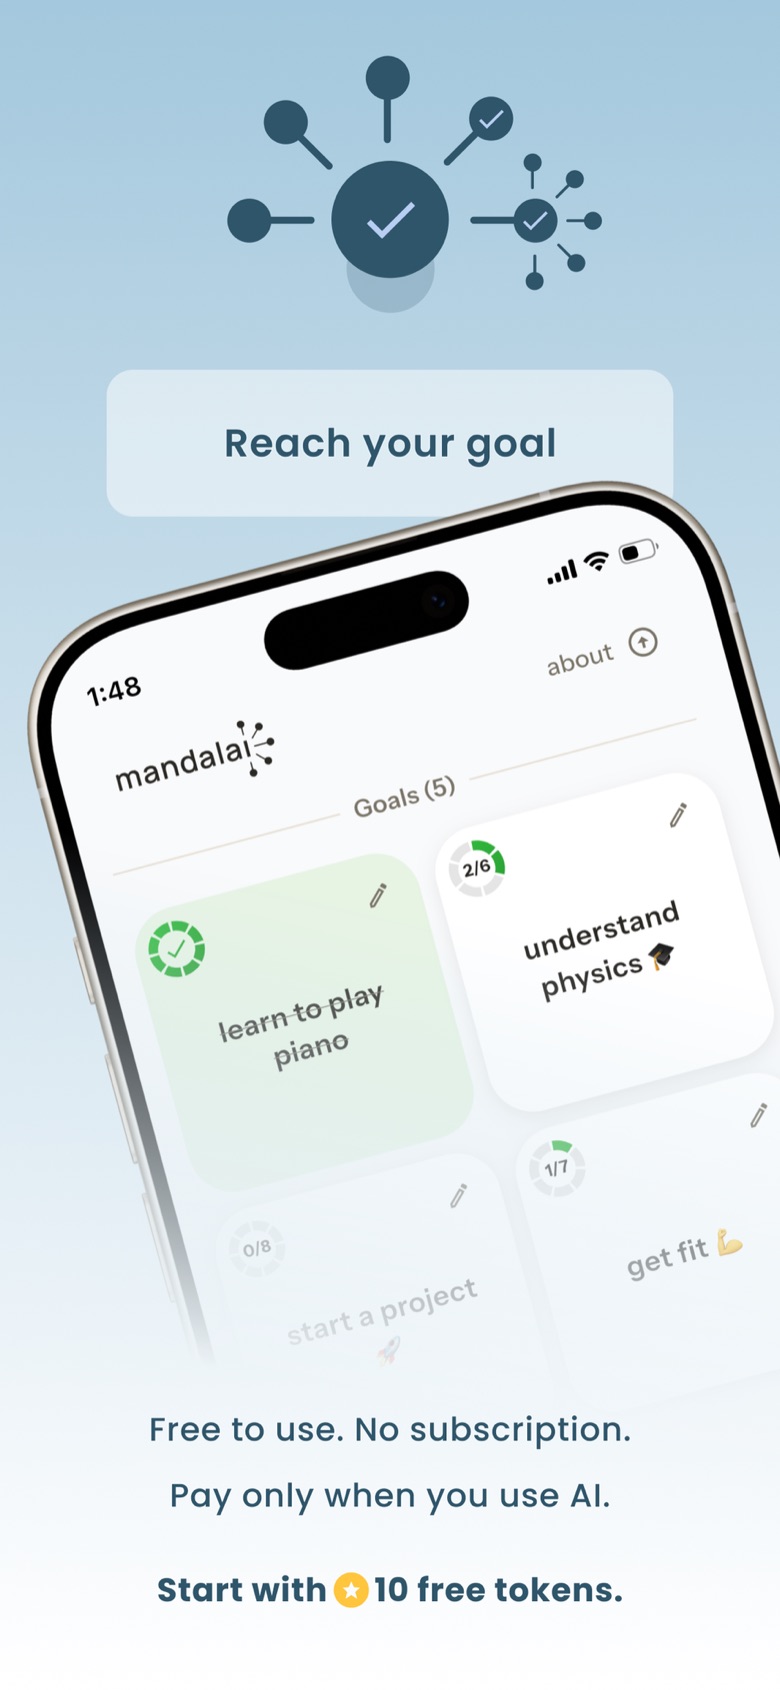 Reach your goal
1:48
about
mandalai
Goals (5)
2/6
learn to play
piano
understand
physics 🎓
0/8
1/7
start a project
🚀
get fit 💪
Free to use. No subscription.
Pay only when you use AI.
Start with 10 free tokens.